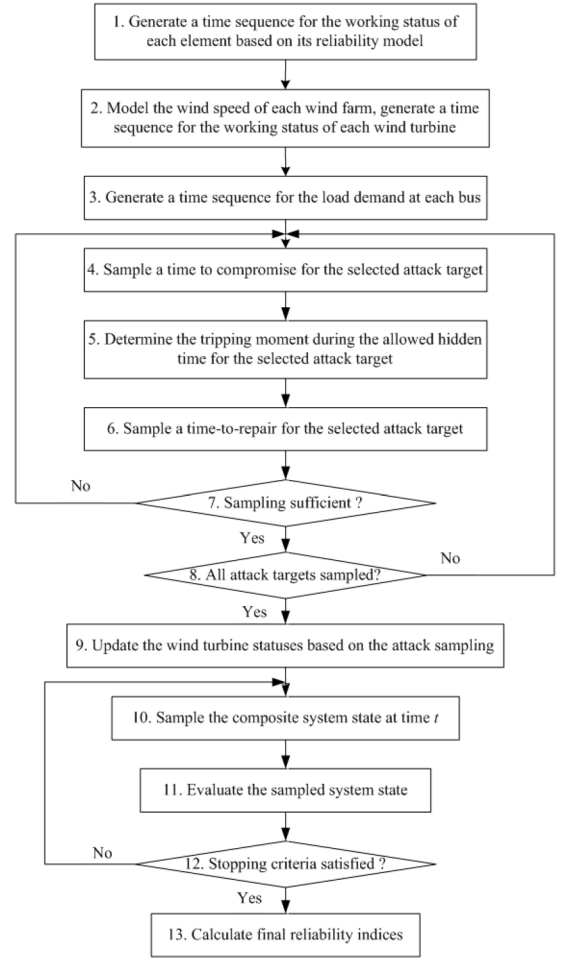 1. Generate a time sequence for the working status of
each element based on its reliability model
2. Model the wind speed of each wind farm, generate a time
sequence for the working status of each wind turbine
3. Generate a time sequence for the load demand at each bus
4. Sample a time to compromise for the selected attack target
5. Determine the tripping moment during the allowed hidden
time for the selected attack target
6. Sample a time-to-repair for the selected attack target
No
7. Sampling sufficient ?
Yes
No
8. All attack targets sampled?
Yes
9. Update the wind turbine statuses based on the attack sampling
10. Sample the composite system state at time t
11. Evaluate the sampled system state
No
12. Stopping criteria satisfied ?
Yes
13. Calculate final reliability indices